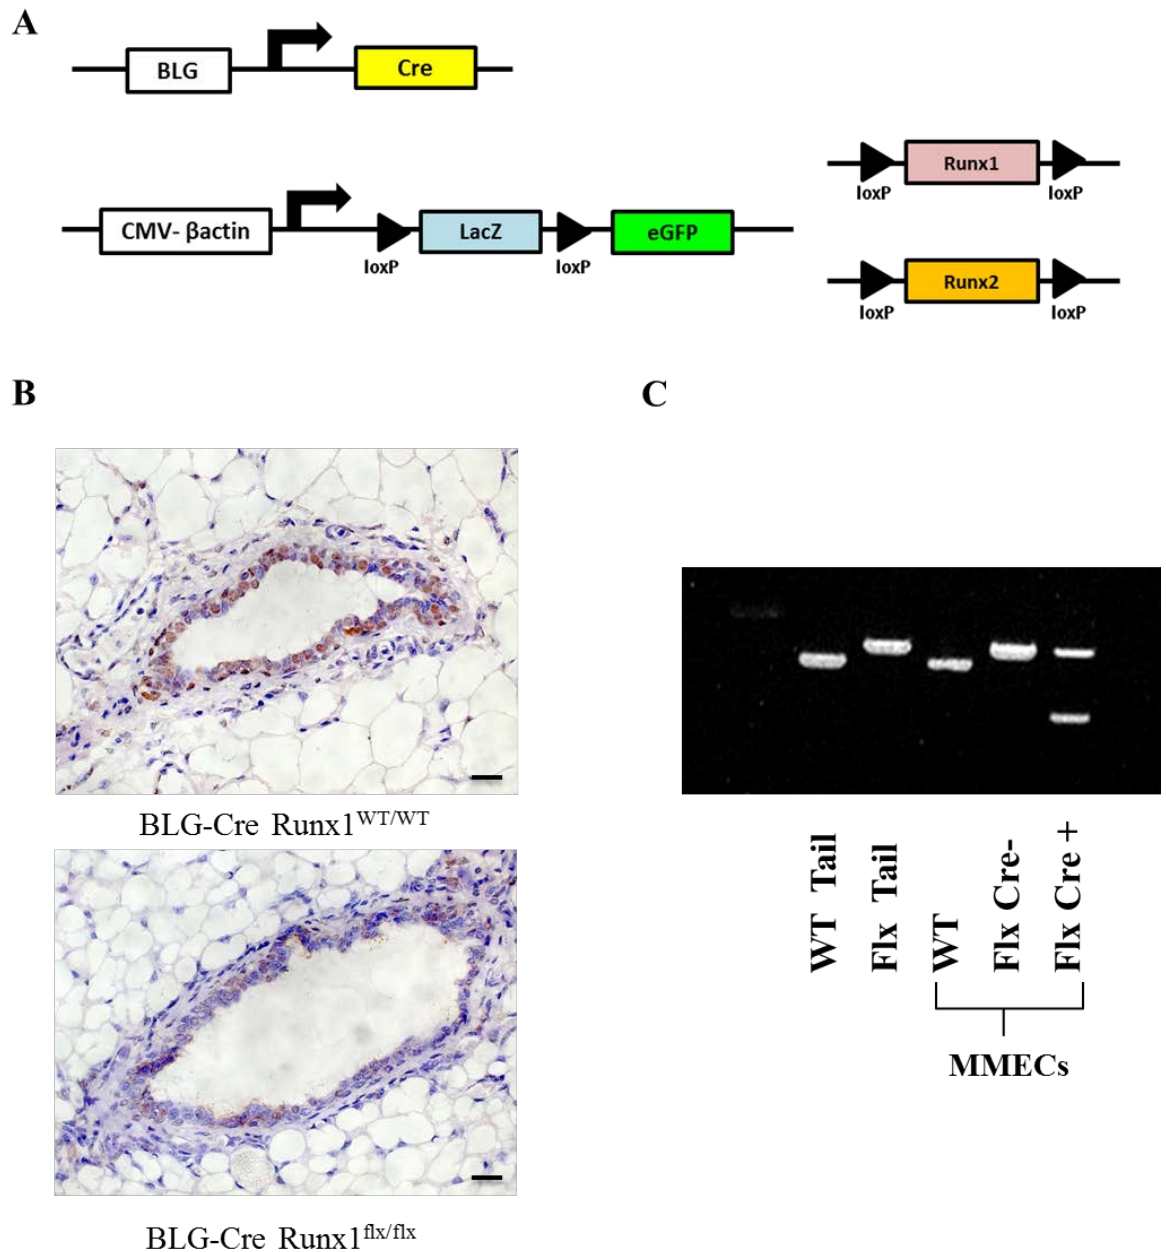 A
BLG
Cre
CMV- βactin
loxP
LacZ
loxP
eGFP
loxP
Runx1
loxP
loxP
Runx2
loxP
B
BLG-Cre Runx1WT/WT
BLG-Cre Runx1flx/flx
C
WT Tail
Flx Tail
WT
Flx Cre-
Flx Cre +
MMECs